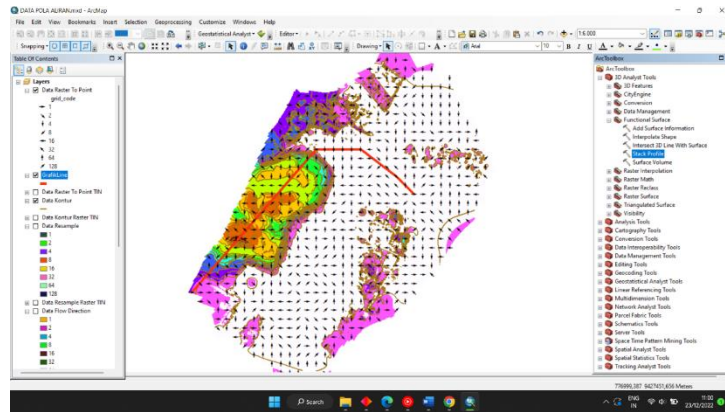 DATA POLA ALIRAN.mxd - ArcMap
File Edit View Bookmarks Insert Selection Geoprocessing Customize Windows Help
Geostatistical Analyst Editor 1:6.000
Snapping Drawing Arial 10 B I U A
Table Of Contents
Layers
Data Raster To Point
grid_code
1
2
4
8
16
32
64
128
GrafikLine
Data Raster To Point TIN
Data Kontur
Data Kontur Raster TIN
Data Resample
1
2
4
8
16
32
64
128
Data Resample Raster TIN
Data Flow Direction
1
2
4
8
16
32
ArcToolbox
ArcToolbox
3D Analyst Tools
3D Features
CityEngine
Conversion
Data Management
Functional Surface
Add Surface Information
Interpolate Shape
Intersect 3D Line With Surface
Stack Profile
Surface Volume
Raster Interpolation
Raster Math
Raster Reclass
Raster Surface
Triangulated Surface
Visibility
Analysis Tools
Cartography Tools
Conversion Tools
Data Interoperability Tools
Data Management Tools
Editing Tools
Geocoding Tools
Geostatistical Analyst Tools
Linear Referencing Tools
Multidimension Tools
Network Analyst Tools
Parcel Fabric Tools
Schematics Tools
Server Tools
Space Time Pattern Mining Tools
Spatial Analyst Tools
Spatial Statistics Tools
Tracking Analyst Tools
Search
ENG
IN
11:00
23/12/2022